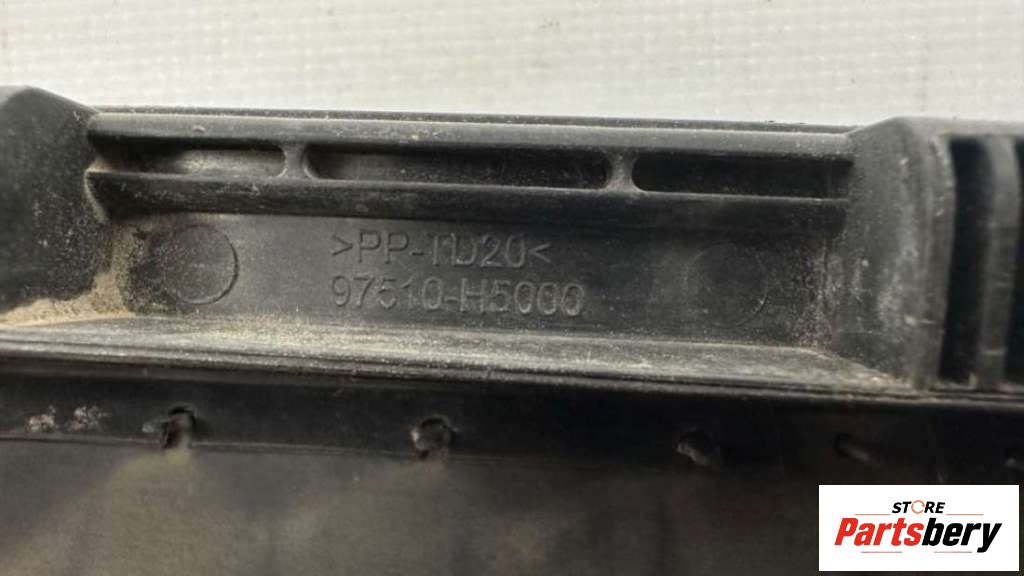 >PP-TD20<
97510-H5000
STORE
Partsbery